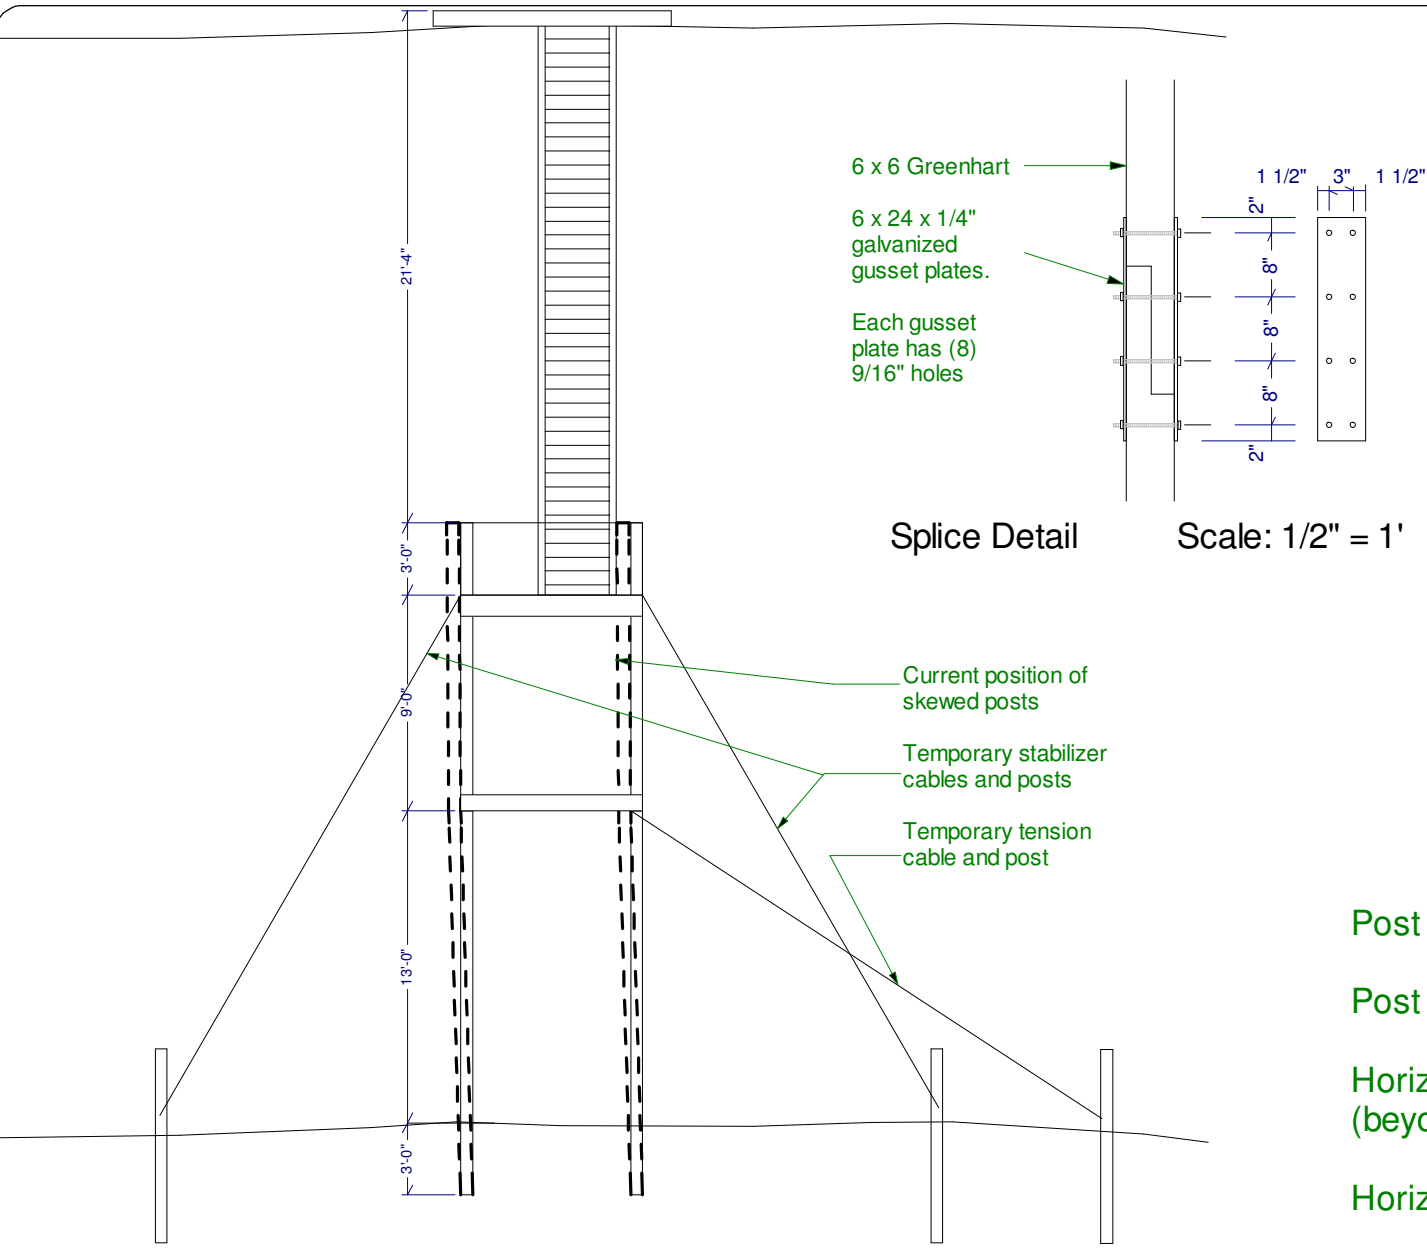 21'-4"
3'-0"
9'-0"
13'-0"
3'-0"
6 x 6 Greenhart
6 x 24 x 1/4"
galvanized
gusset plates.
Each gusset
plate has (8)
9/16" holes
1 1/2" 3" 1 1/2"
2"
8"
8"
8"
2"
Splice Detail Scale: 1/2" = 1'
Current position of
skewed posts
Temporary stabilizer
cables and posts
Temporary tension
cable and post
Post
Post